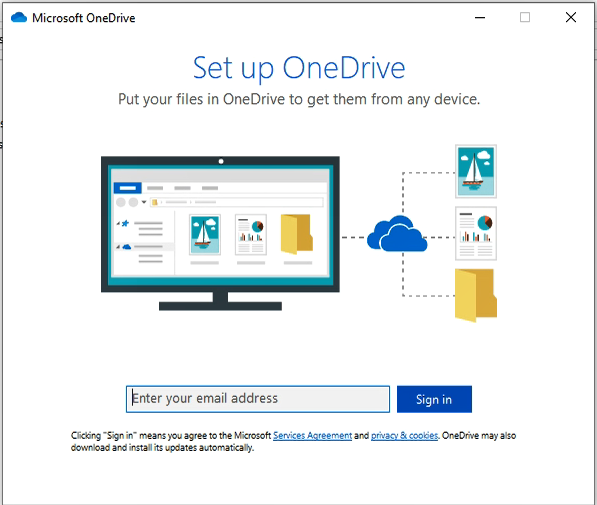 Microsoft OneDrive
Set up OneDrive
Put your files in OneDrive to get them from any device.
Enter your email address
Sign in
Clicking "Sign in" means you agree to the Microsoft Services Agreement and privacy & cookies. OneDrive may also
download and install its updates automatically.